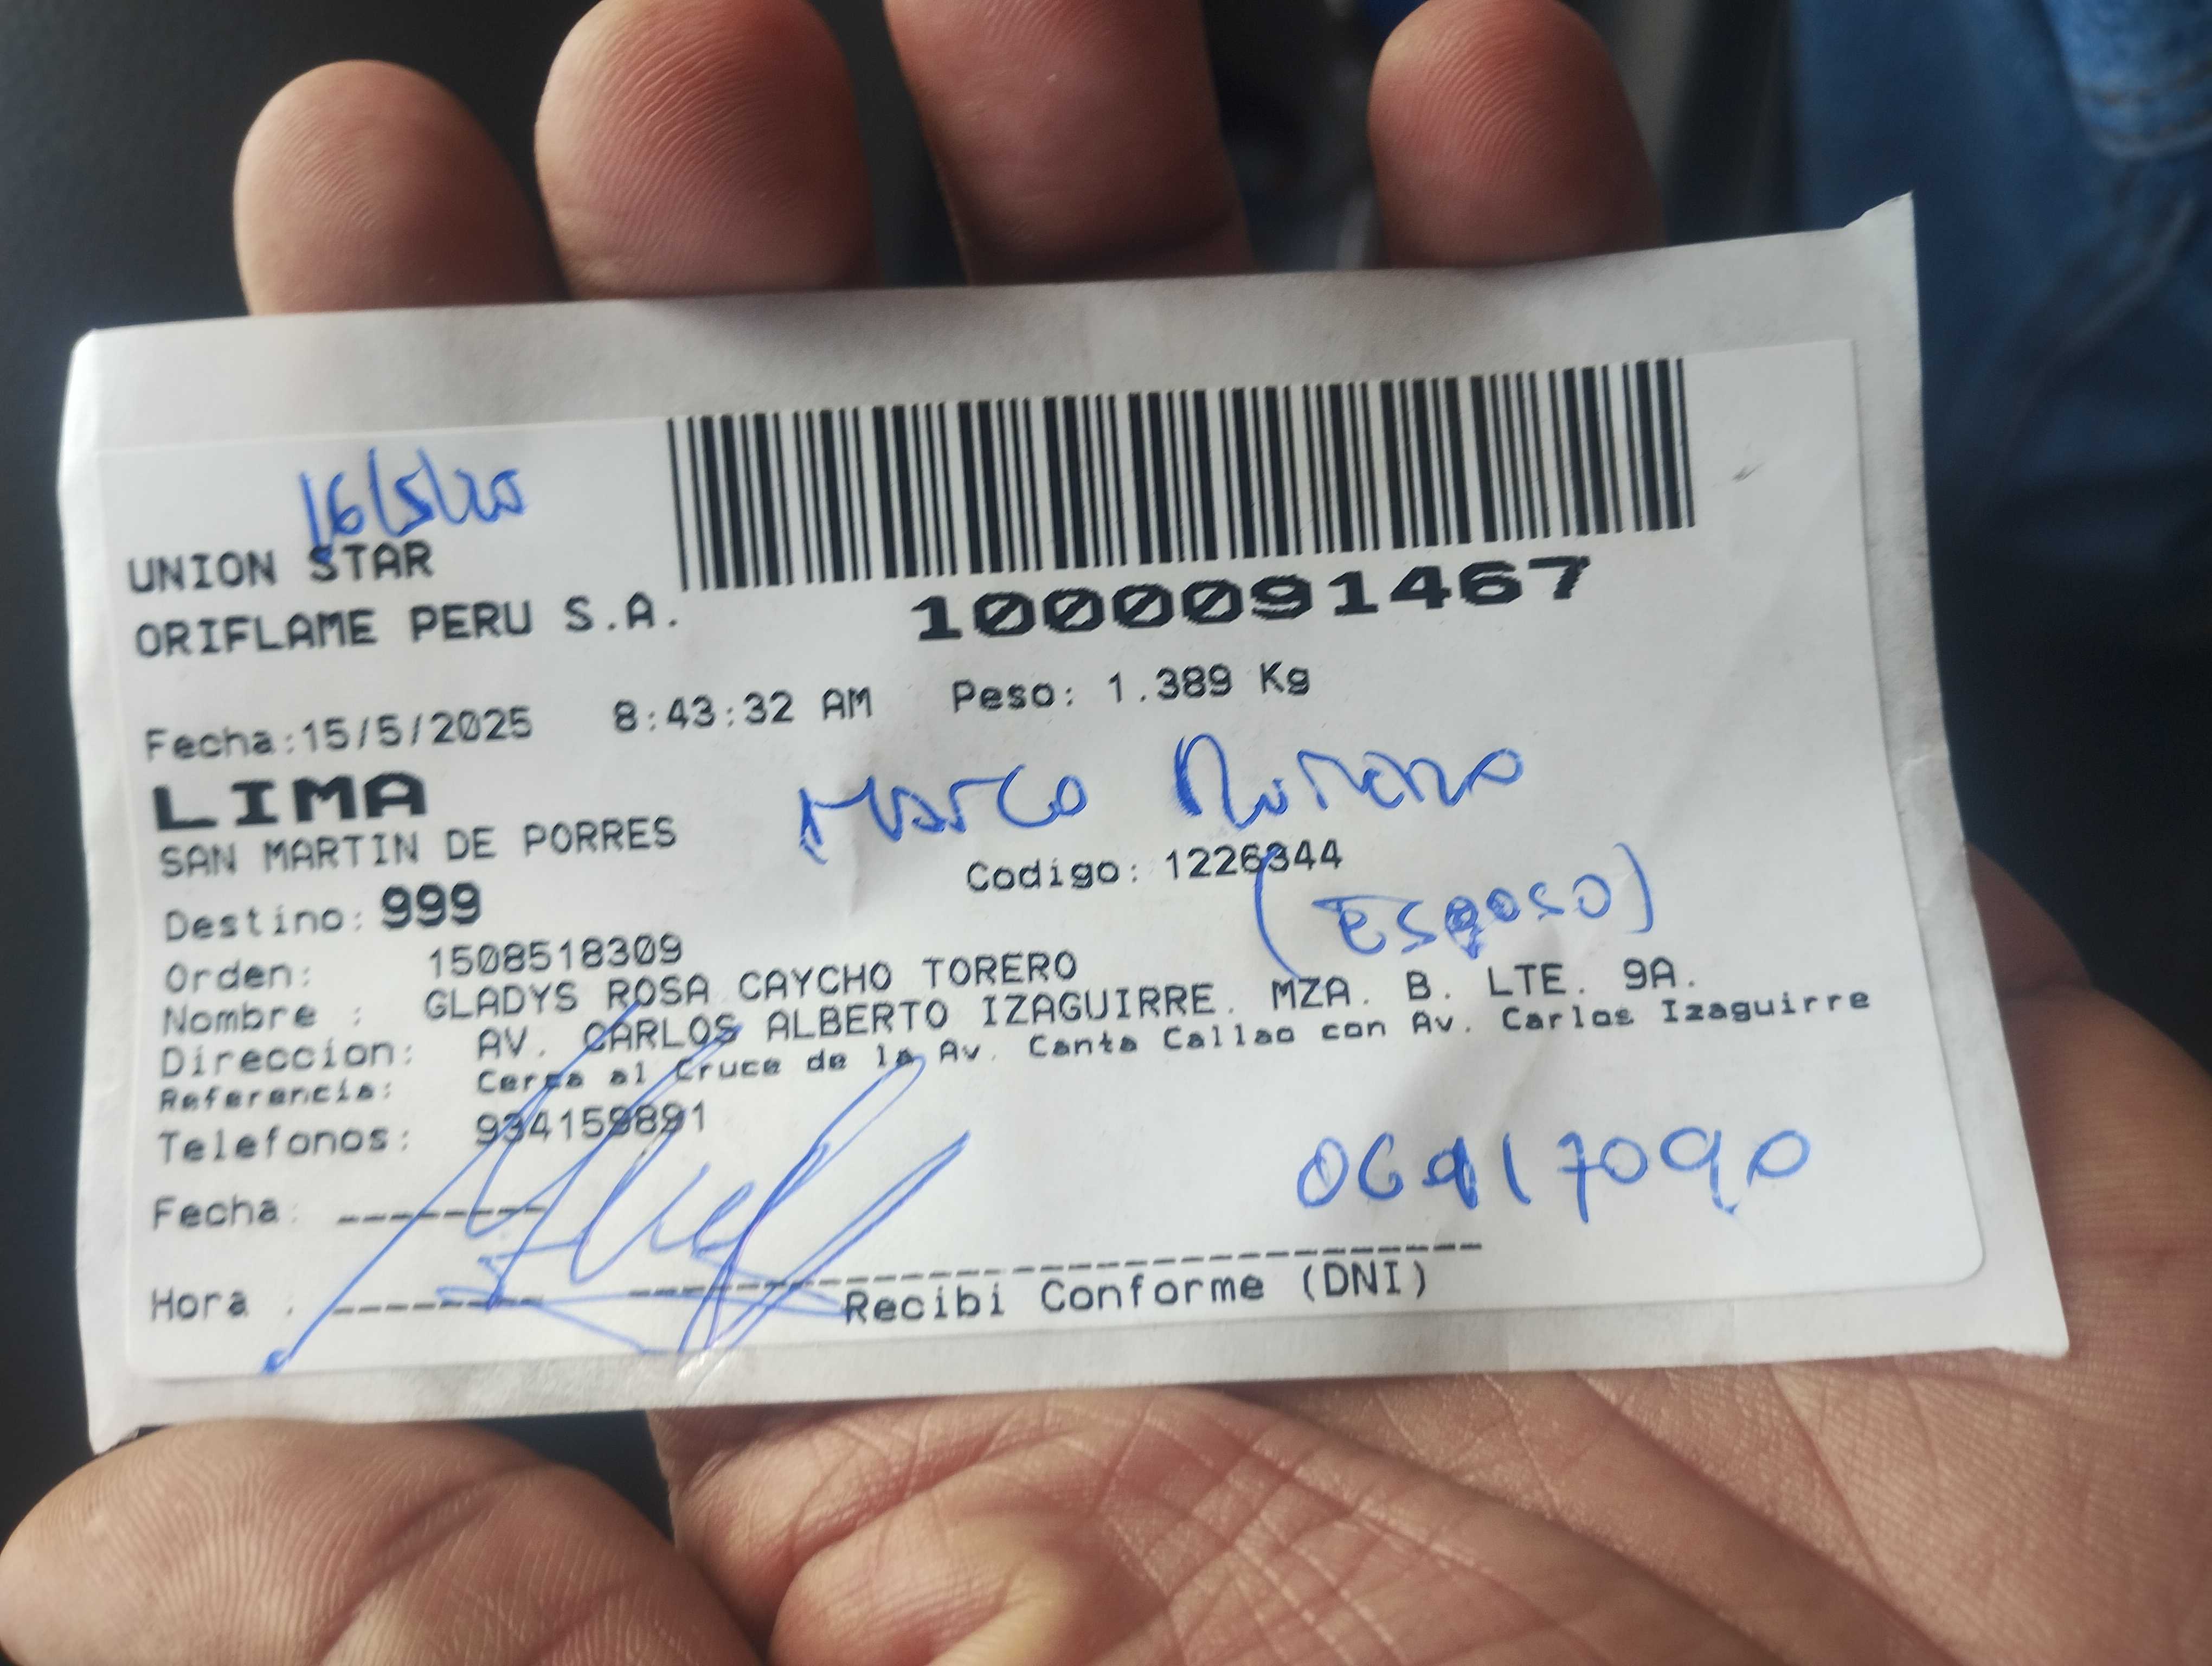 16/5/20
UNION STAR
ORIFLAME PERU S.A.
1000091467
Fecha:15/5/2025 8:43:32 AM Peso: 1.389 Kg
LIMA
Marco Moreno
SAN MARTIN DE PORRES
Codigo: 1226344
Destino: 999
(Esposo)
Orden: 1508518309
Nombre : GLADYS ROSA CAYCHO TORERO
Direccion: AV. CARLOS ALBERTO IZAGUIRRE. MZA. B. LTE. 9A.
Referencia: Cerca al Cruce de la Av. Canta Callao con Av. Carlos Izaguirre
Telefonos: 934159891
06917090
Fecha:
Hora :
Recibi Conforme (DNI)